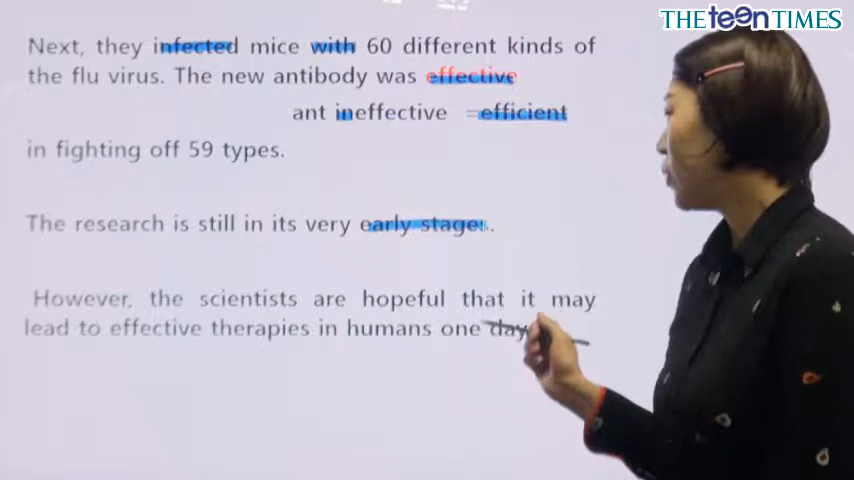 THE teen TIMES
Next, they infected mice with 60 different kinds of
the flu virus. The new antibody was effective
ant ineffective =efficient
in fighting off 59 types.
The research is still in its very early stages.
However, the scientists are hopeful that it may
lead to effective therapies in humans one day